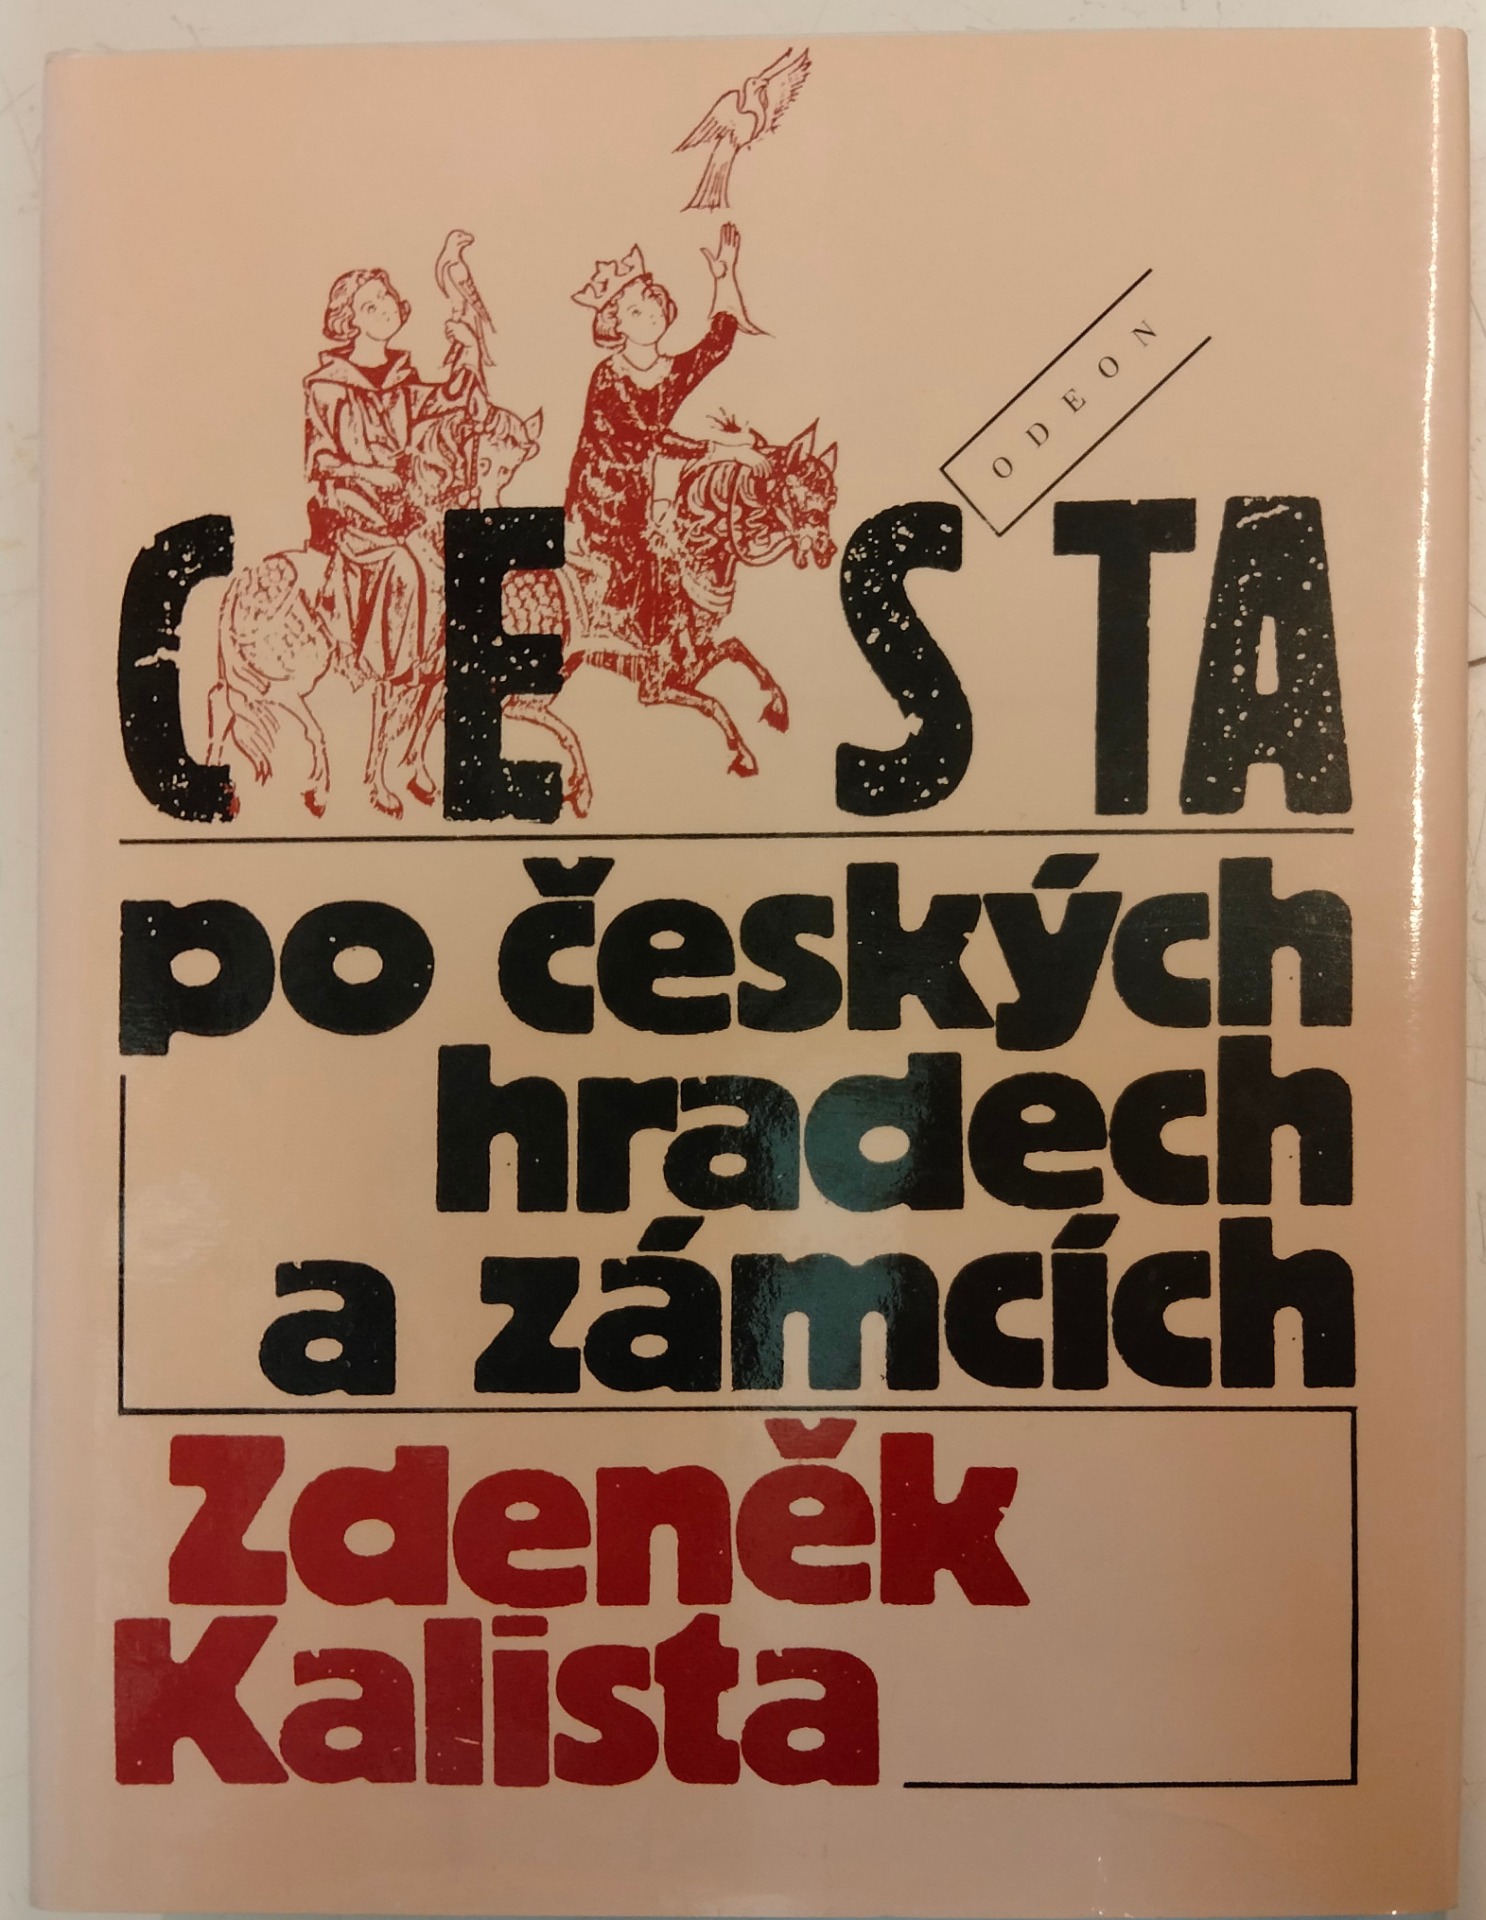 ODEON
CESTA
po českých
hradech
a zámcích
Zdeněk
Kalista